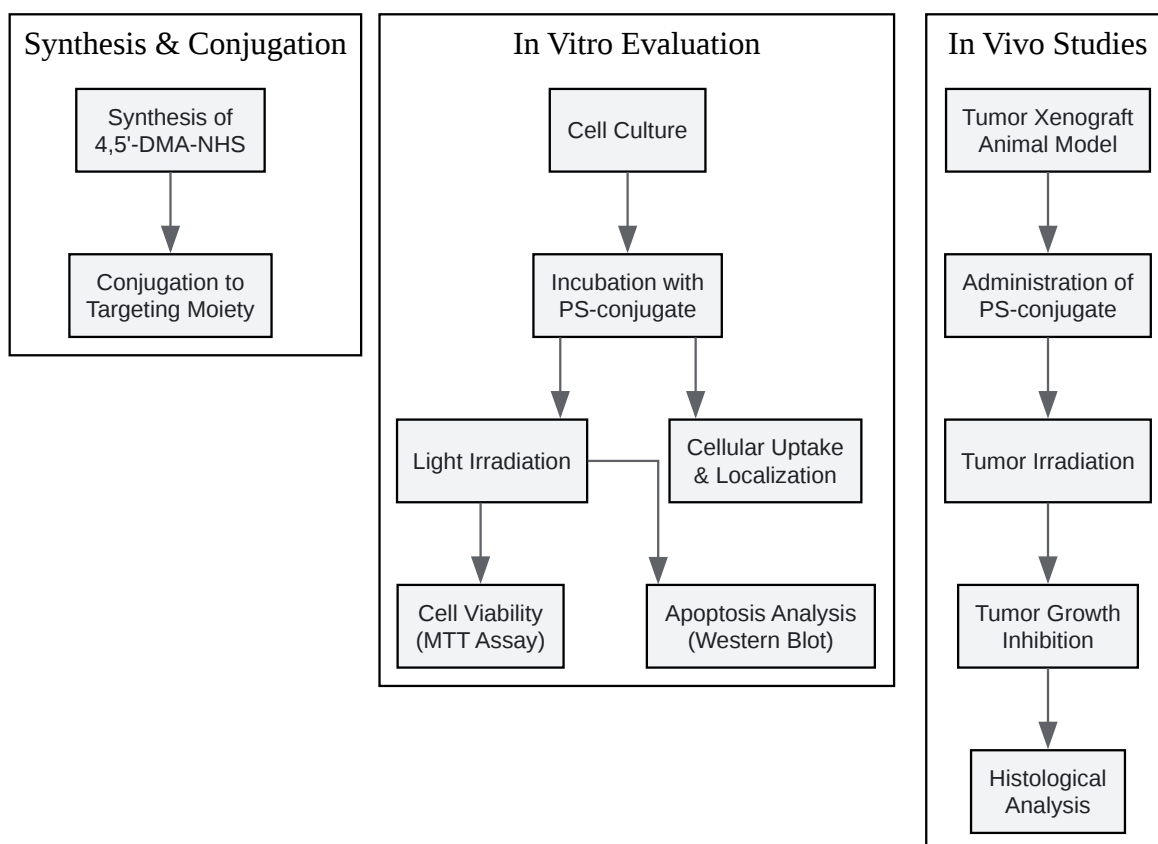 Synthesis & Conjugation
Synthesis of
4,5'-DMA-NHS
Conjugation to
Targeting Moiety
In Vitro Evaluation
Cell Culture
Incubation with
PS-conjugate
Light Irradiation
Cellular Uptake
& Localization
Cell Viability
(MTT Assay)
Apoptosis Analysis
(Western Blot)
In Vivo Studies
Tumor Xenograft
Animal Model
Administration of
PS-conjugate
Tumor Irradiation
Tumor Growth
Inhibition
Histological
Analysis